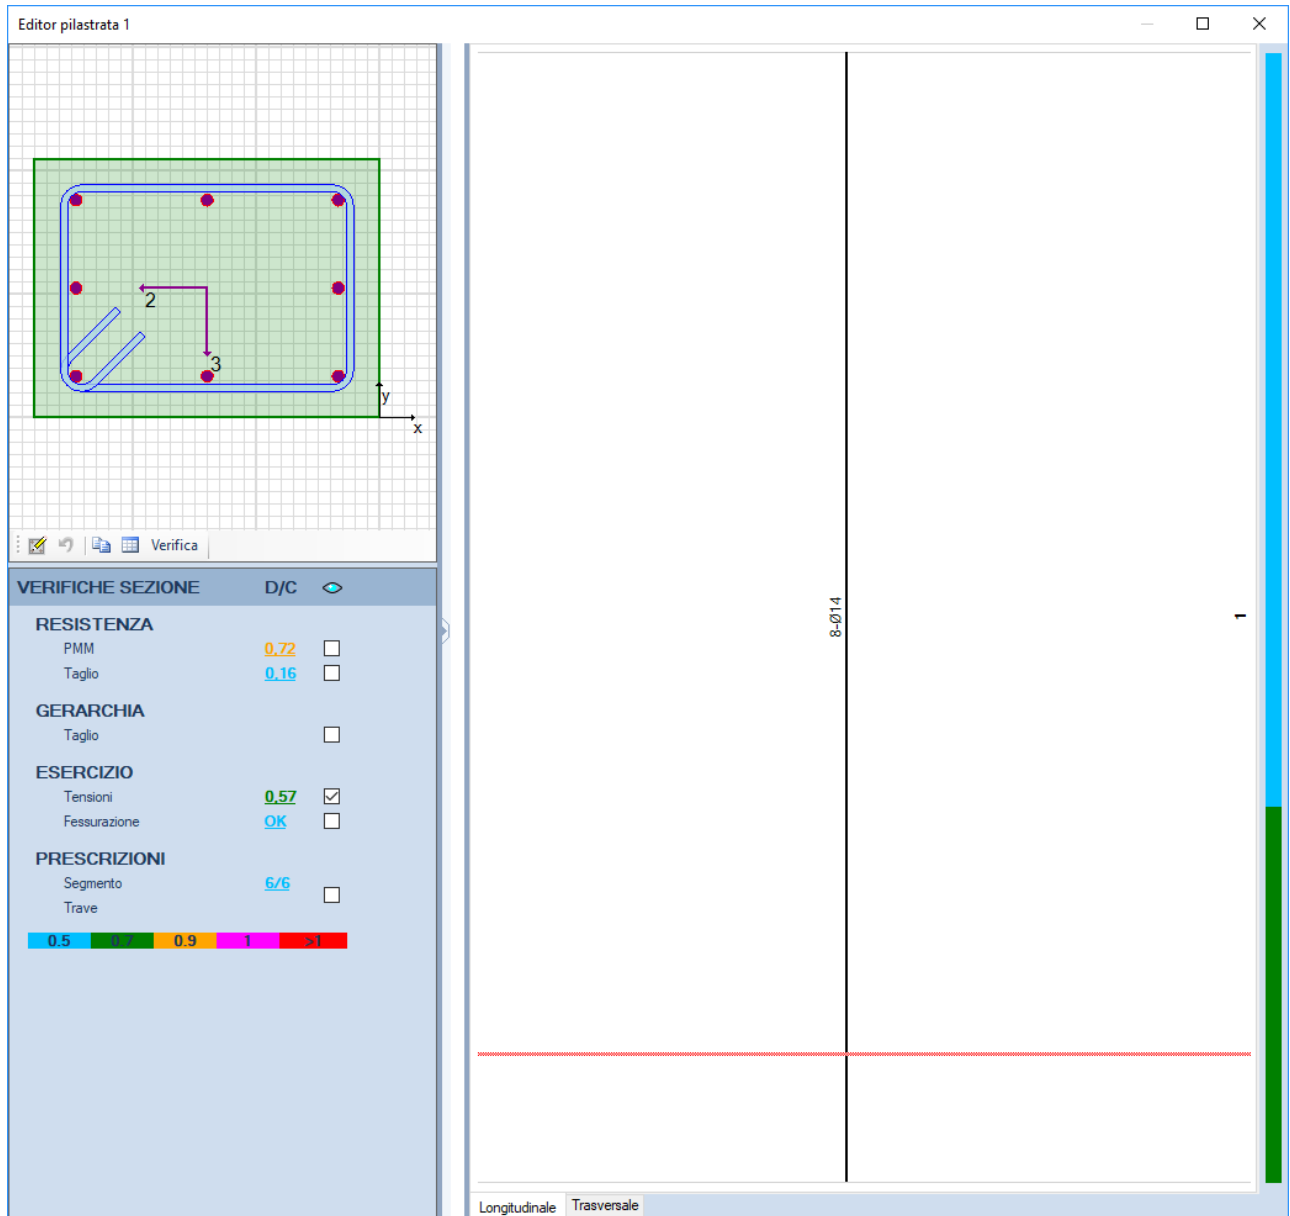 Editor pilastrata 1
2
3
y
x
Verifica
VERIFICHE SEZIONE D/C
RESISTENZA
PMM 0,72
Taglio 0,16
GERARCHIA
Taglio
ESERCIZIO
Tensioni 0,57
Fessurazione OK
PRESCRIZIONI
Segmento 6/6
Trave
0.5 0.7 0.9 1 >1
8-Ø14
1
Longitudinale Trasversale